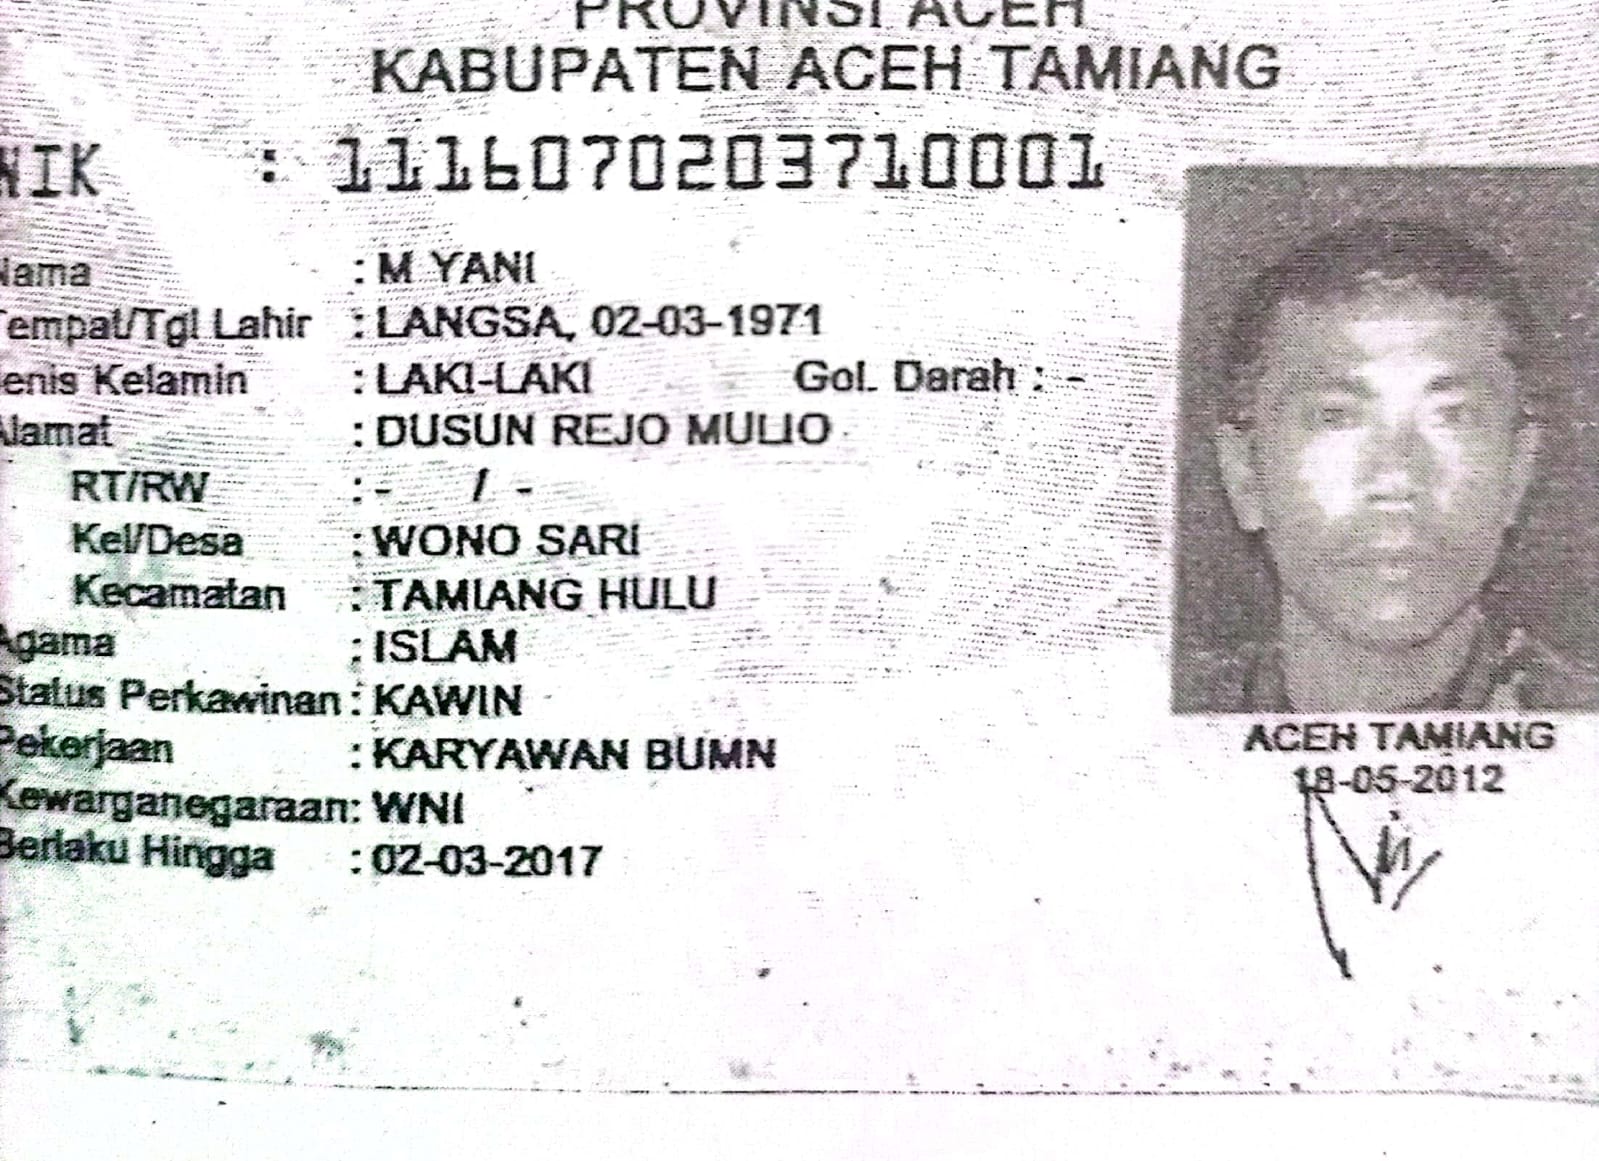 PROVINSI ACEH
KABUPATEN ACEH TAMIANG
NIK : 1116070203710001
Nama : M YANI
Tempat/Tgl Lahir : LANGSA, 02-03-1971
Jenis Kelamin : LAKI-LAKI Gol. Darah : -
Alamat : DUSUN REJO MULIO
RT/RW : - / -
Kel/Desa : WONO SARI
Kecamatan : TAMIANG HULU
Agama : ISLAM
Status Perkawinan : KAWIN
Pekerjaan : KARYAWAN BUMN
Kewarganegaraan : WNI
Berlaku Hingga : 02-03-2017
ACEH TAMIANG
18-05-2012